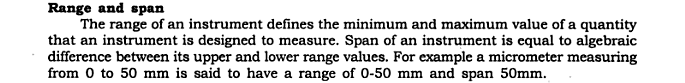 Range and span
The range of an instrument defines the minimum and maximum value of a quantity
that an instrument is designed to measure. Span of an instrument is equal to algebraic
difference between its upper and lower range values. For example a micrometer measuring
from 0 to 50 mm is said to have a range of 0-50 mm and span 50mm.